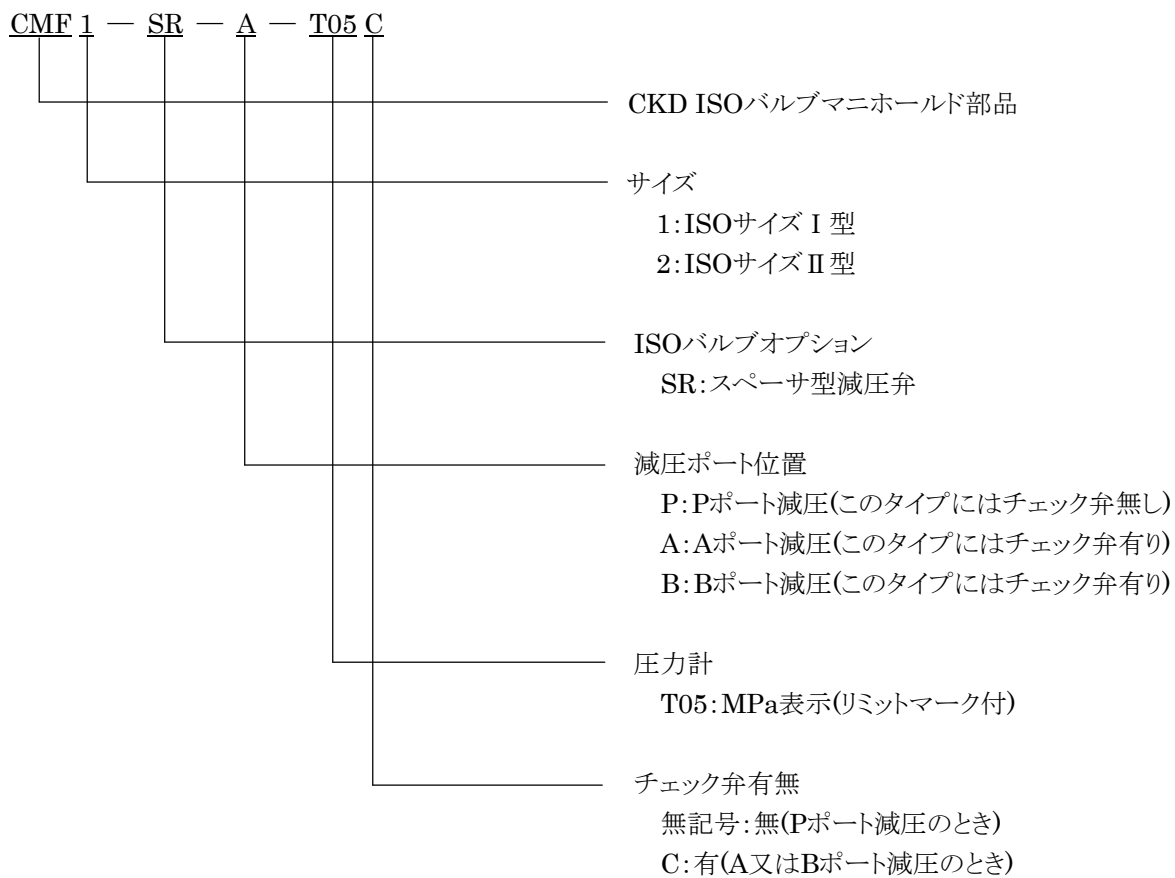 CMF 1 － SR － A － T05 C
CKD ISOバルブマニホールド部品
サイズ
1:ISOサイズⅠ型
2:ISOサイズⅡ型
ISOバルブオプション
SR:スペーサ型減圧弁
減圧ポート位置
P:Pポート減圧(このタイプにはチェック弁無し)
A:Aポート減圧(このタイプにはチェック弁有り)
B:Bポート減圧(このタイプにはチェック弁有り)
圧力計
T05:MPa表示(リミットマーク付)
チェック弁有無
無記号:無(Pポート減圧のとき)
C:有(A又はBポート減圧のとき)